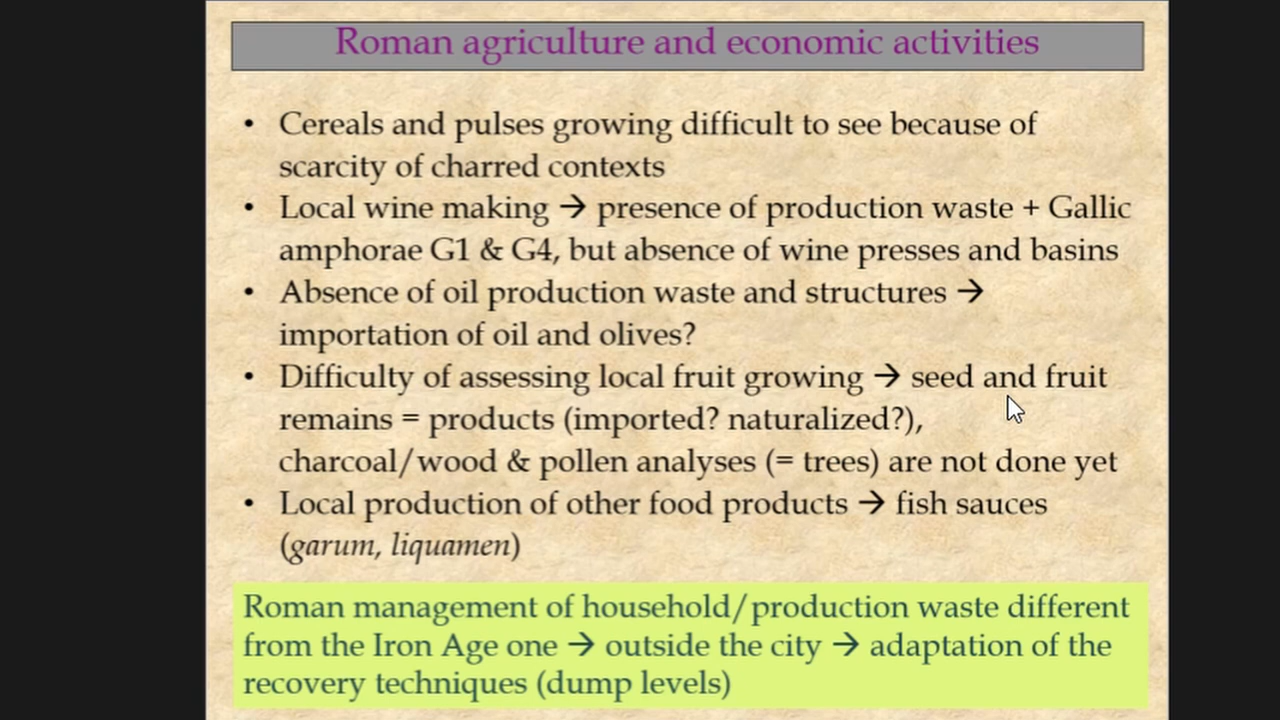 Roman agriculture and economic activities
• Cereals and pulses growing difficult to see because of
scarcity of charred contexts
• Local wine making → presence of production waste + Gallic
amphorae G1 & G4, but absence of wine presses and basins
• Absence of oil production waste and structures →
importation of oil and olives?
• Difficulty of assessing local fruit growing → seed and fruit
remains = products (imported? naturalized?),
charcoal/wood & pollen analyses (= trees) are not done yet
• Local production of other food products → fish sauces
(garum, liquamen)
Roman management of household/production waste different
from the Iron Age one → outside the city → adaptation of the
recovery techniques (dump levels)